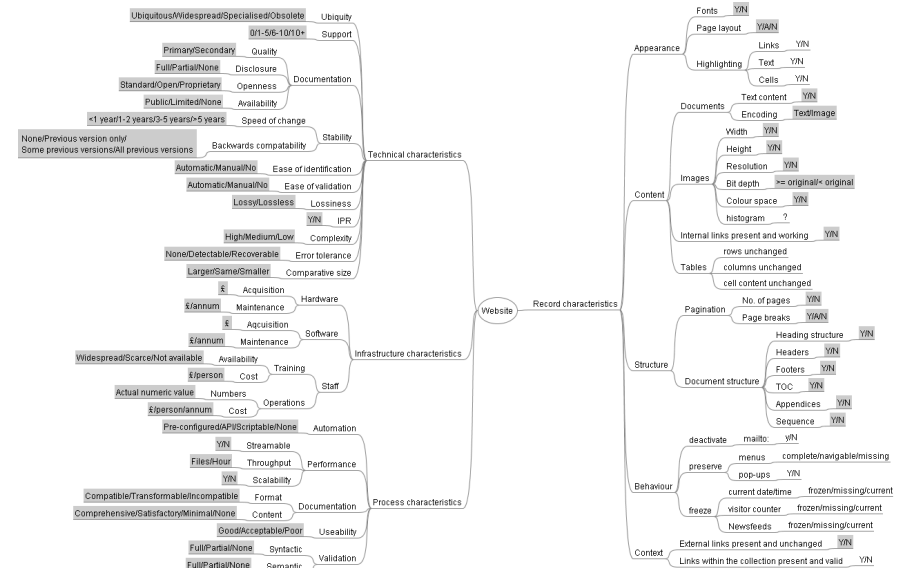 Website
Technical characteristics
Ubiquity
Ubiquitous/Widespread/Specialised/Obsolete
Support
0/1-5/6-10/10+
Documentation
Quality
Primary/Secondary
Disclosure
Full/Partial/None
Openness
Standard/Open/Proprietary
Availability
Public/Limited/None
Stability
Speed of change
<1 year/1-2 years/3-5 years/>5 years
Backwards compatability
None/Previous version only/
Some previous versions/All previous versions
Ease of identification
Automatic/Manual/No
Ease of validation
Automatic/Manual/No
Lossiness
Lossy/Lossless
IPR
Y/N
Complexity
High/Medium/Low
Error tolerance
None/Detectable/Recoverable
Comparative size
Larger/Same/Smaller
Infrastructure characteristics
Hardware
Acquisition
£
Maintenance
£/annum
Software
Aqcuisition
£
Maintenance
£/annum
Staff
Training
Availability
Widespread/Scarce/Not available
Cost
£/person
Operations
Numbers
Actual numeric value
Cost
£/person/annum
Process characteristics
Automation
Pre-configured/API/Scriptable/None
Performance
Streamable
Y/N
Throughput
Files/Hour
Scalability
Y/N
Documentation
Format
Compatible/Transformable/Incompatible
Content
Comprehensive/Satisfactory/Minimal/None
Useability
Good/Acceptable/Poor
Validation
Syntactic
Full/Partial/None
Semantic
Full/Partial/None
Record characteristics
Appearance
Fonts
Y/N
Page layout
Y/A/N
Highlighting
Links
Y/N
Text
Y/N
Cells
Y/N
Content
Documents
Text content
Y/N
Encoding
Text/Image
Images
Width
Y/N
Height
Y/N
Resolution
Y/N
Bit depth
>= original/< original
Colour space
Y/N
histogram
?
Internal links present and working
Y/N
Tables
rows unchanged
columns unchanged
cell content unchanged
Structure
Pagination
No. of pages
Y/N
Page breaks
Y/A/N
Document structure
Heading structure
Y/N
Headers
Y/N
Footers
Y/N
TOC
Y/N
Appendices
Y/N
Sequence
Y/N
Behaviour
deactivate
mailto:
y/N
preserve
menus
complete/navigable/missing
pop-ups
Y/N
freeze
current date/time
frozen/missing/current
visitor counter
frozen/missing/current
Newsfeeds
frozen/missing/current
Context
External links present and unchanged
Y/N
Links within the collection present and valid
Y/N